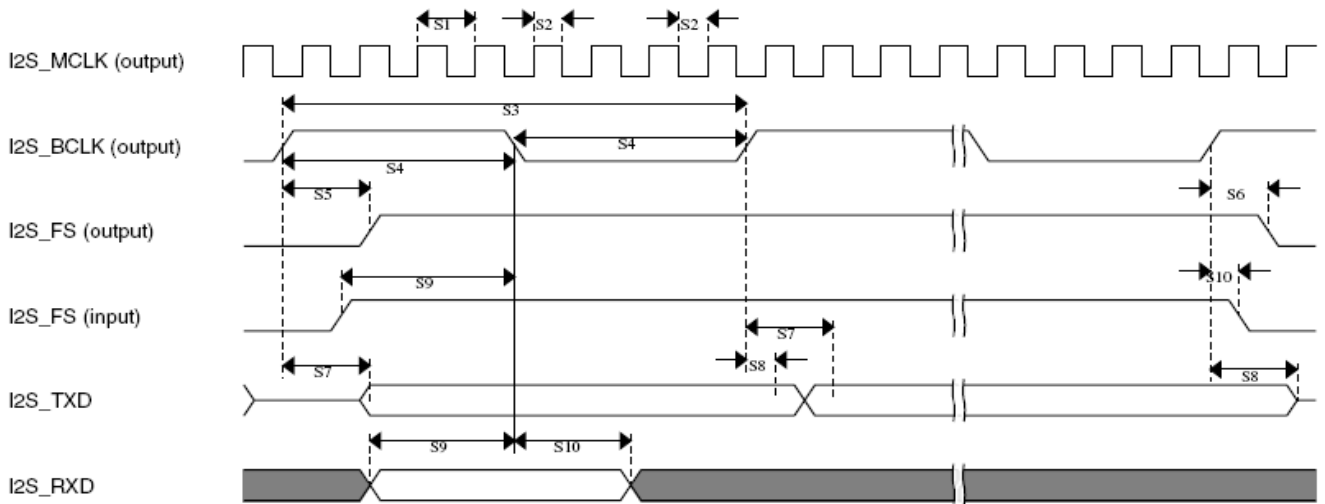 S1
S2
S2
I2S_MCLK (output)
S3
I2S_BCLK (output)
S4
S4
S5
S6
I2S_FS (output)
S9
S10
I2S_FS (input)
S7
S8
S7
S8
I2S_TXD
S9
S10
I2S_RXD